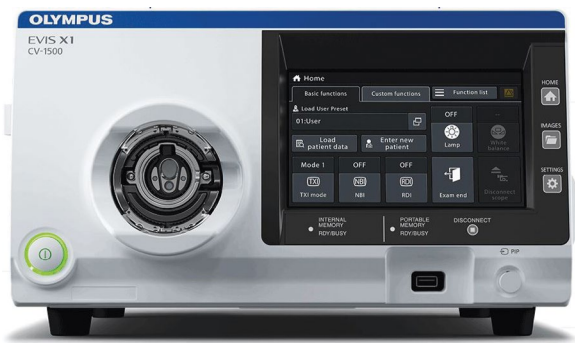 OLYMPUS
EVIS X1
CV-1500
Home
Basic functions
Custom functions
Function list
Load User Preset
01:User
Load patient data
Enter new patient
OFF
Lamp
White balance
Mode 1
TXI
TXI mode
OFF
NBI
NBI
OFF
RDI
RDI
Exam end
Disconnect scope
HOME
IMAGES
SETTINGS
INTERNAL
MEMORY
RDY/BUSY
PORTABLE
MEMORY
RDY/BUSY
DISCONNECT
PIP